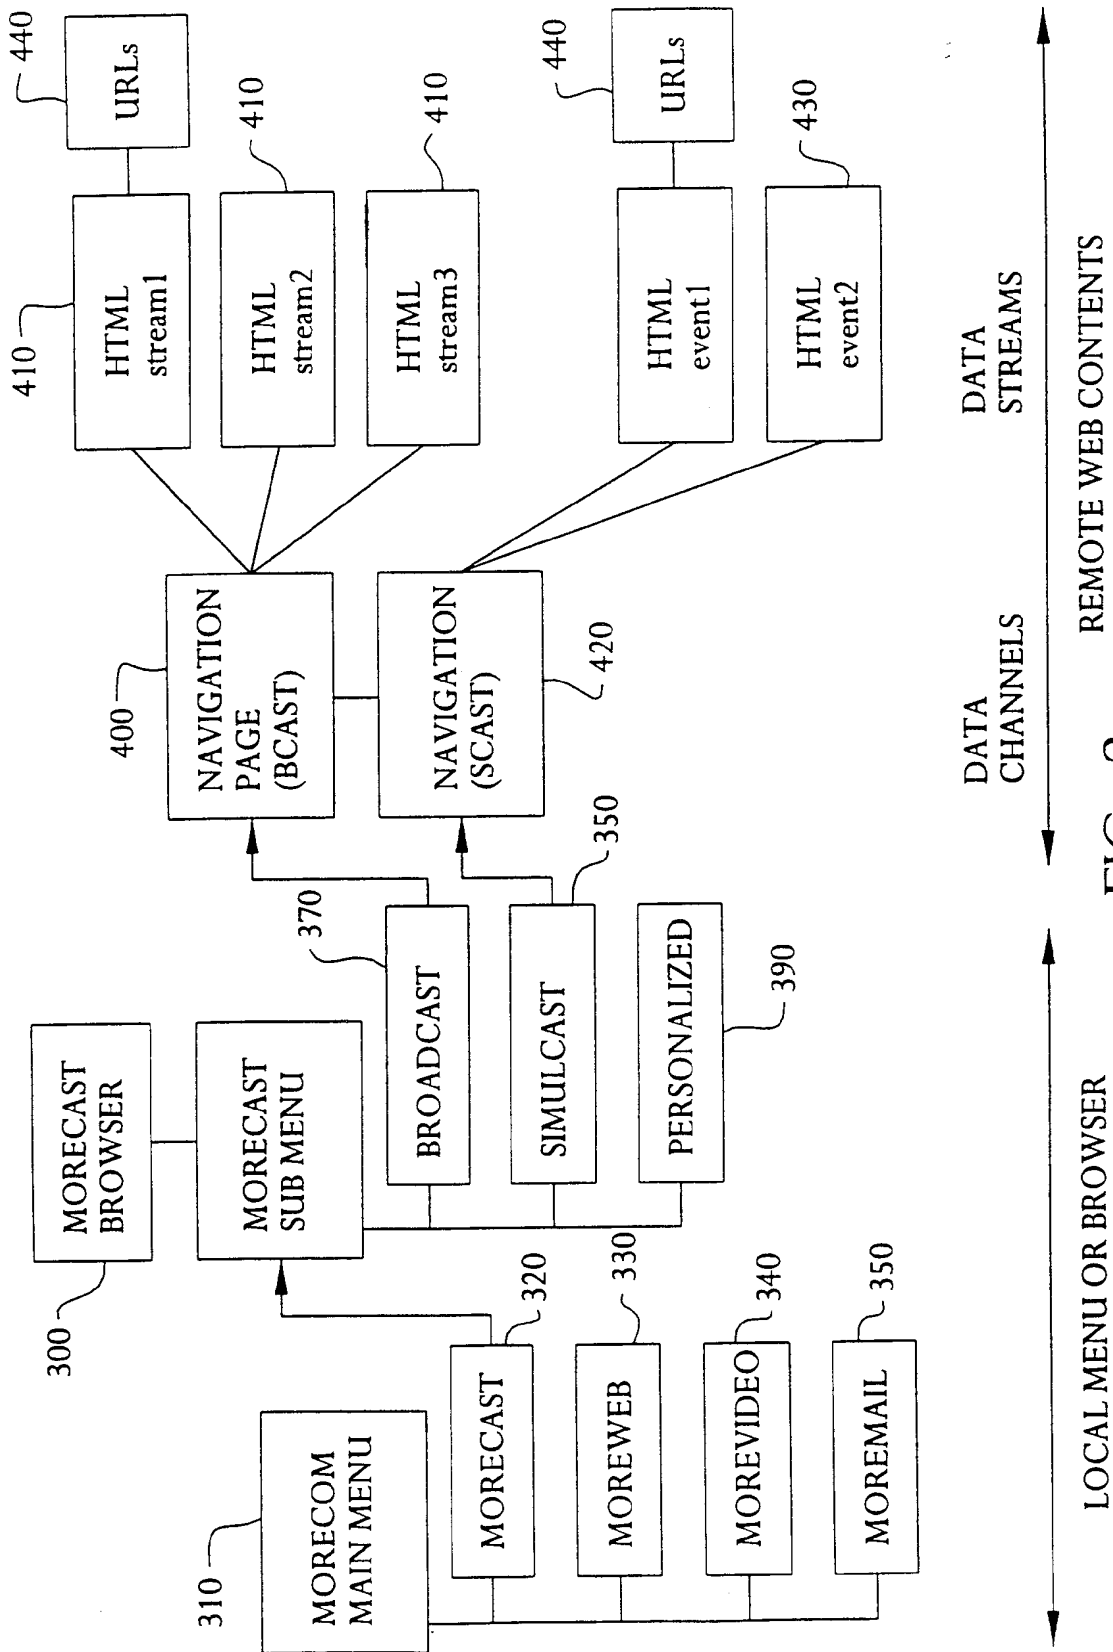 300
MORECAST
BROWSER
310
MORECOM
MAIN MENU
MORECAST
SUB MENU
320
MORECAST
330
MOREWEB
340
MOREVIDEO
350
MOREMAIL
370
BROADCAST
350
SIMULCAST
390
PERSONALIZED
400
NAVIGATION
PAGE
(BCAST)
420
NAVIGATION
(SCAST)
410
HTML
stream1
440
URLs
410
HTML
stream2
410
HTML
stream3
HTML
event1
440
URLs
430
HTML
event2
DATA
CHANNELS
DATA
STREAMS
LOCAL MENU OR BROWSER
REMOTE WEB CONTENTS